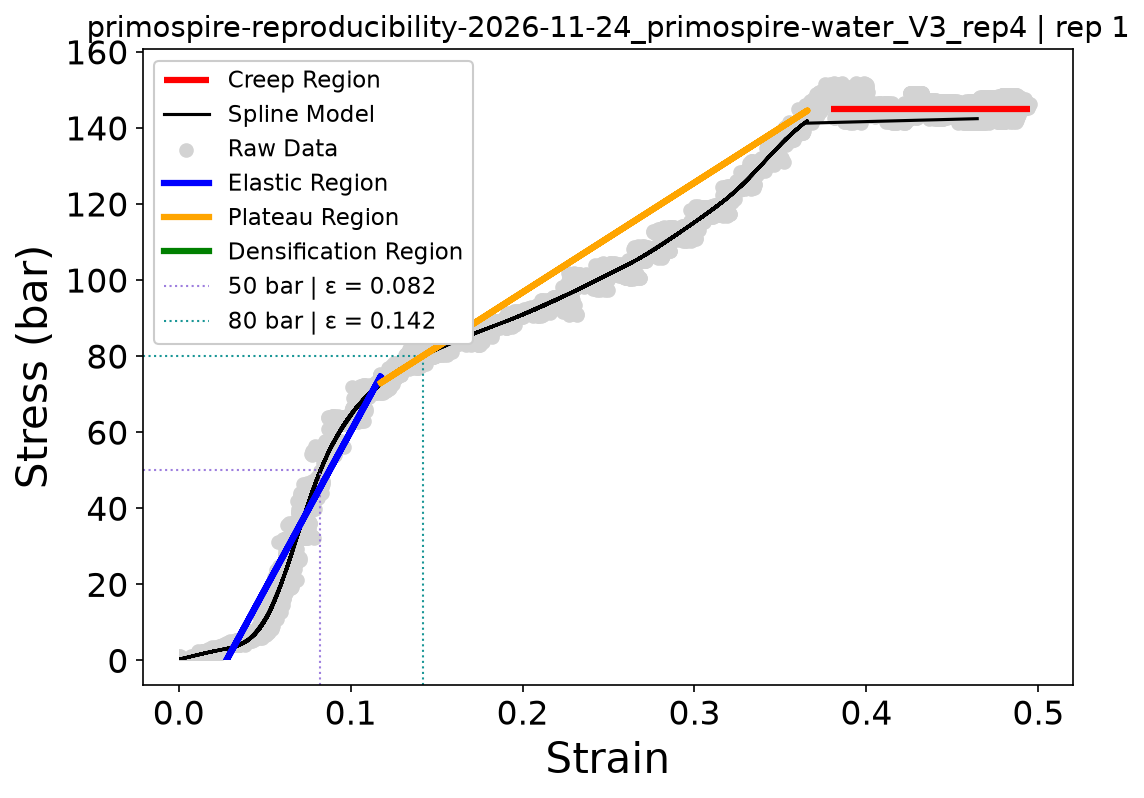 primospire-reproducibility-2026-11-24_primospire-water_V3_rep4 | rep 1
Creep Region
Spline Model
Raw Data
Elastic Region
Plateau Region
Densification Region
50 bar | ε = 0.082
80 bar | ε = 0.142
160
140
120
100
80
60
40
20
0
Stress (bar)
0.0 0.1 0.2 0.3 0.4 0.5
Strain